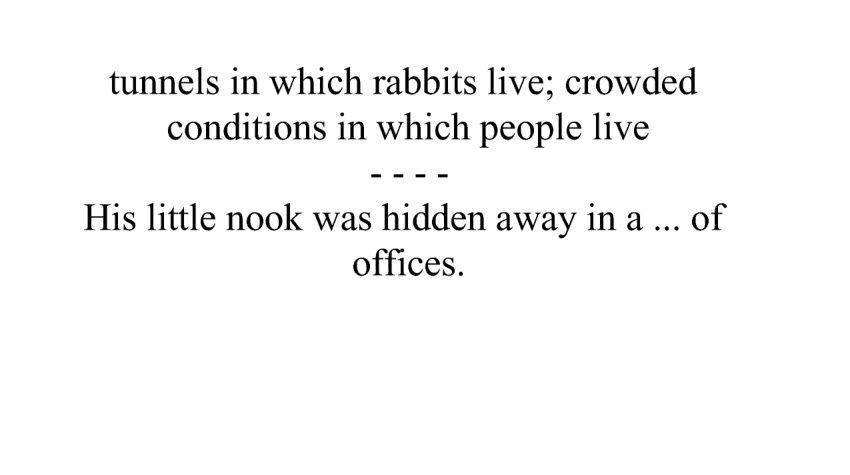 tunnels in which rabbits live; crowded
conditions in which people live
- - - -
His little nook was hidden away in a ... of
offices.